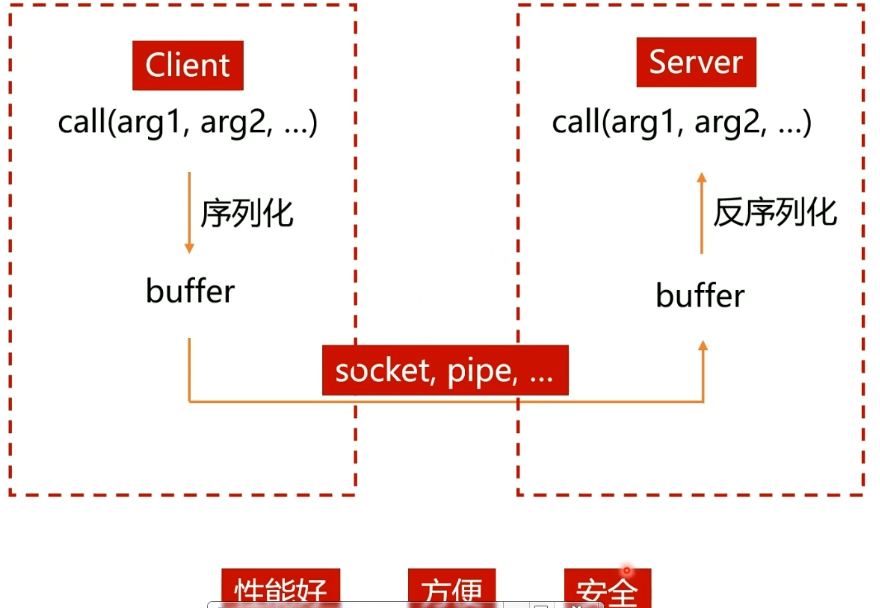 Client
call(arg1, arg2, ...)
序列化
buffer
Server
call(arg1, arg2, ...)
反序列化
buffer
socket, pipe, ...
性能好
方便
安全